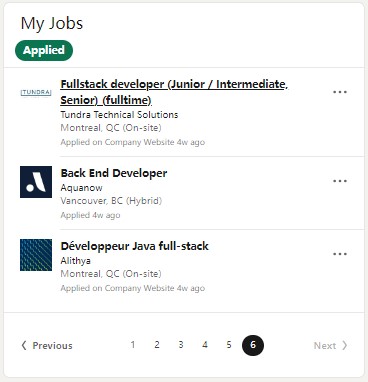 My Jobs
Applied
Fullstack developer (Junior / Intermediate,
Senior) (fulltime)
(TUNDRA)
Tundra Technical Solutions
Montreal, QC (On-site)
Applied on Company Website 4w ago
Back End Developer
Aquanow
Vancouver, BC (Hybrid)
Applied 4w ago
Développeur Java full-stack
Alithya
Montreal, QC (On-site)
Applied on Company Website 4w ago
Previous 1 2 3 4 5 6 Next